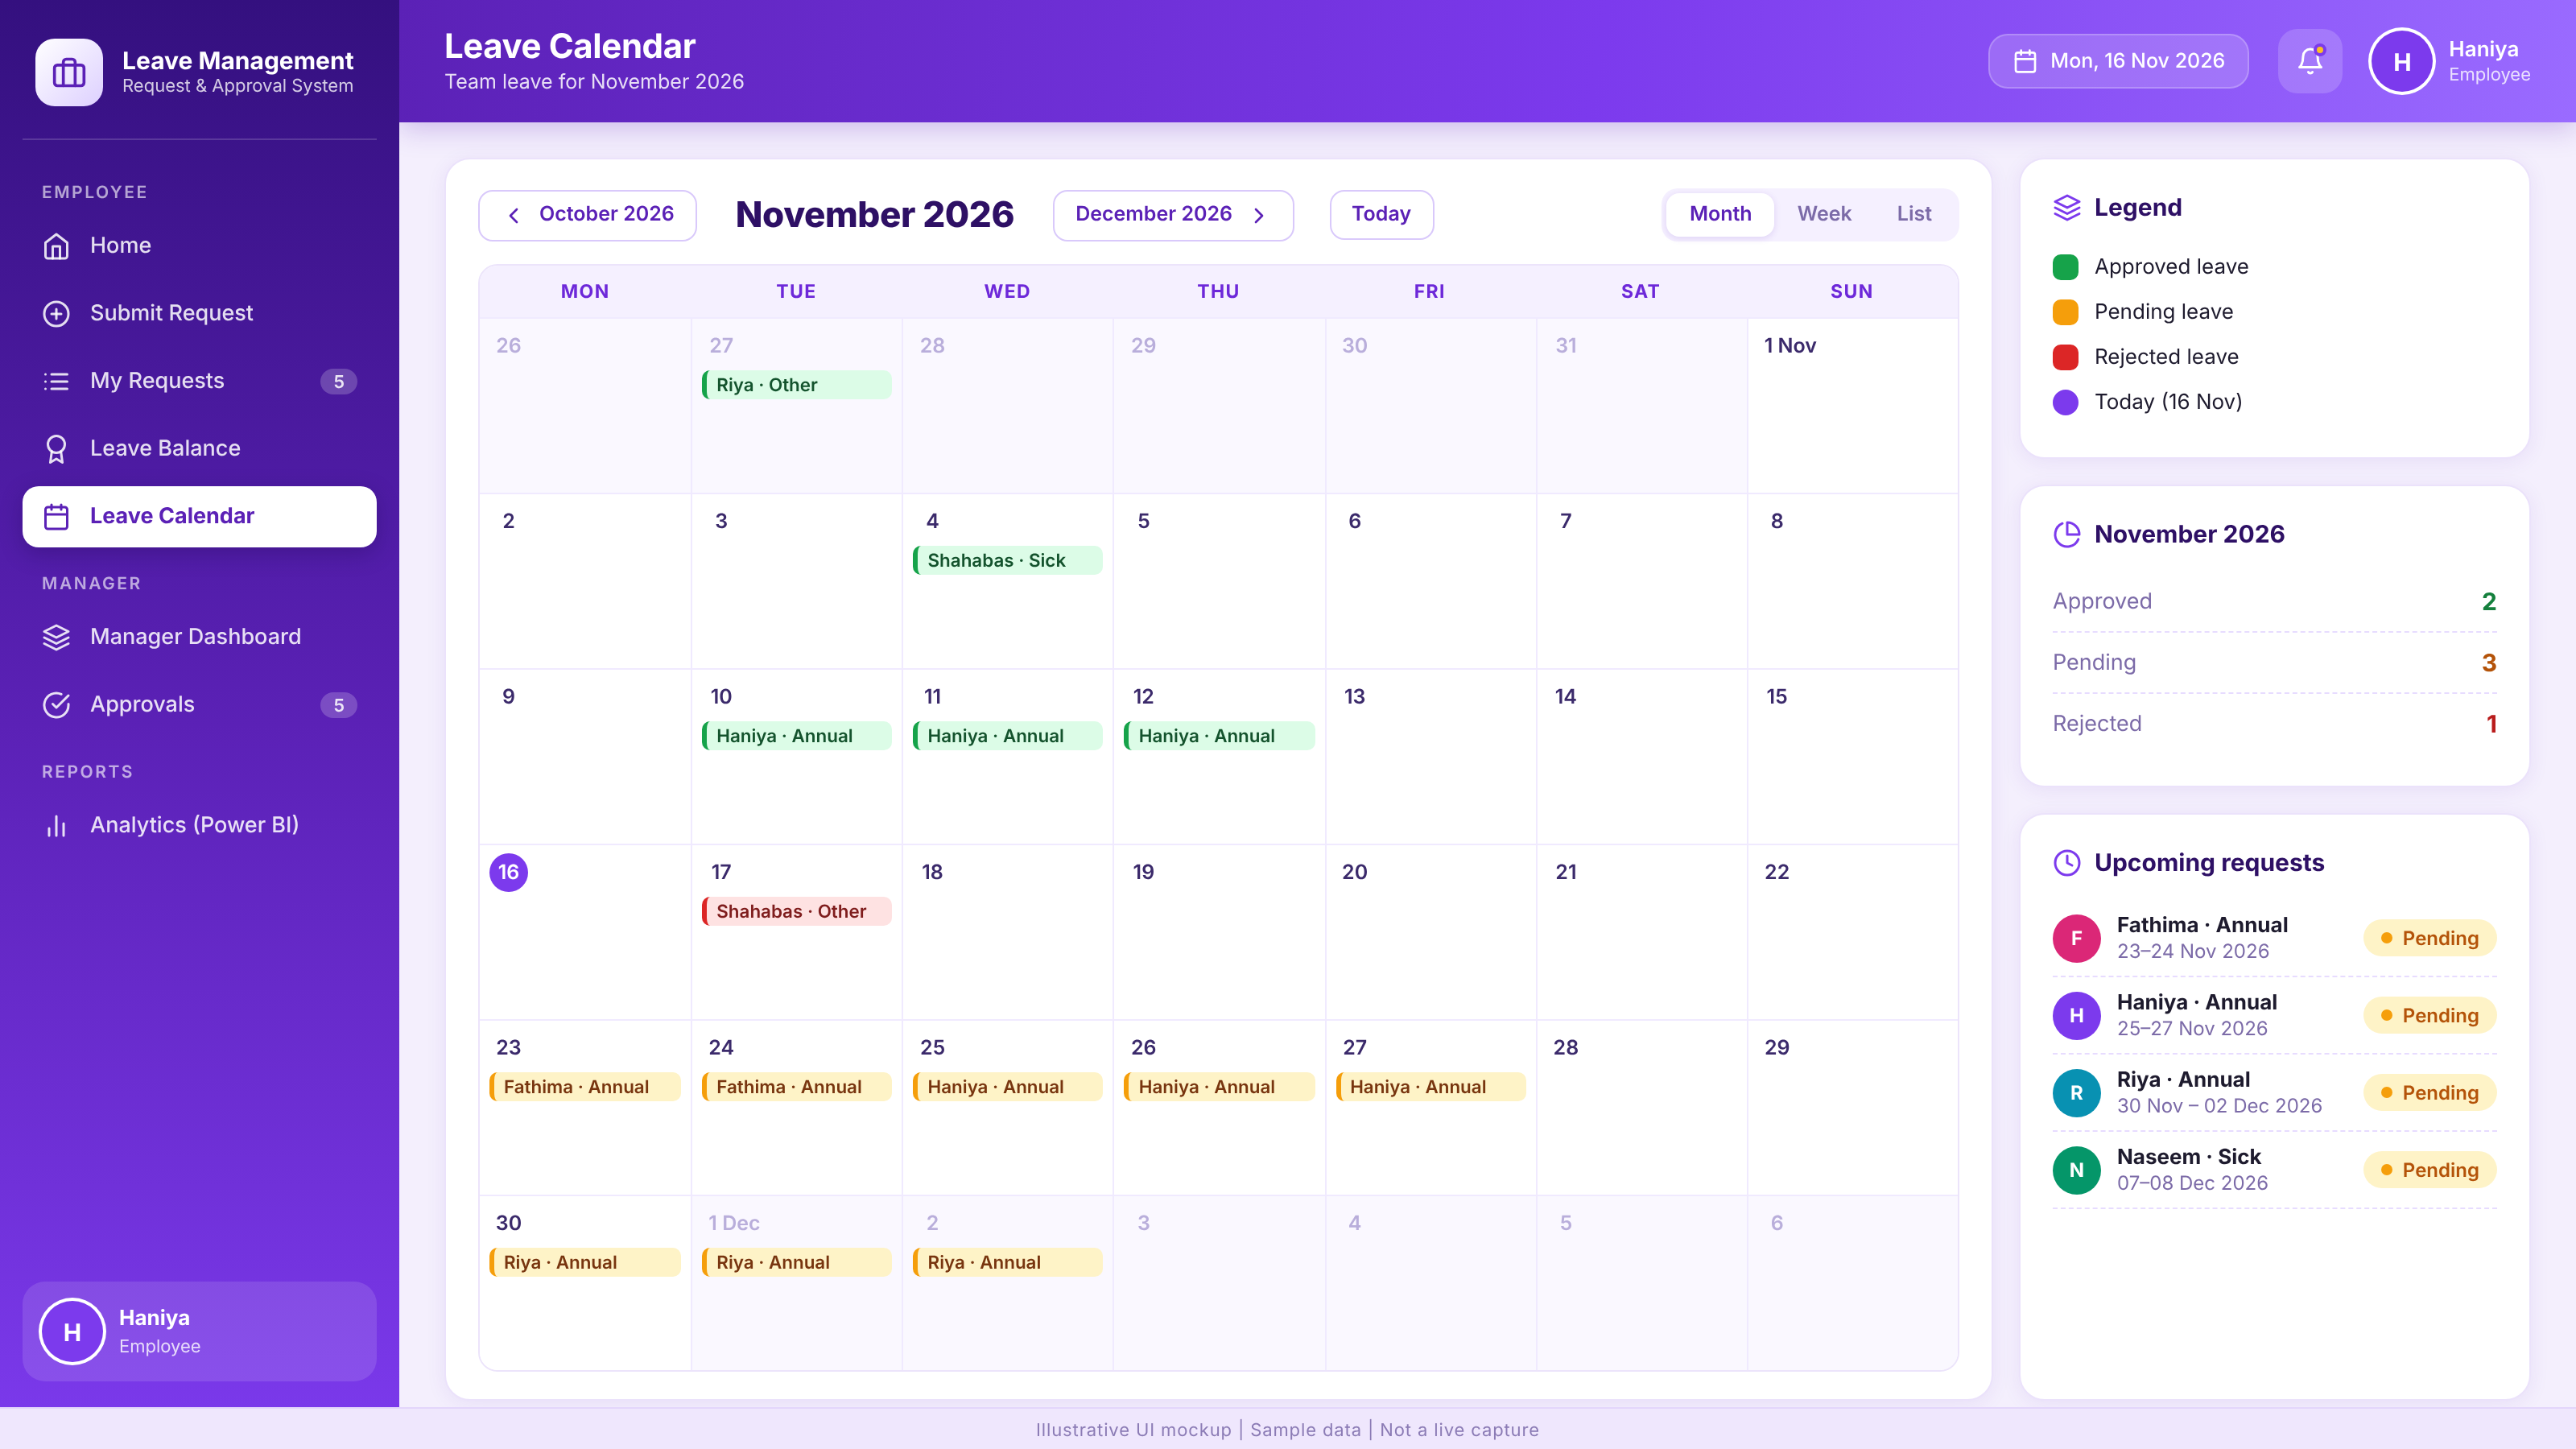 Leave Management
Request & Approval System
EMPLOYEE
Home
Submit Request
My Requests 5
Leave Balance
Leave Calendar
MANAGER
Manager Dashboard
Approvals 5
REPORTS
Analytics (Power BI)
H
Haniya
Employee
Leave Calendar
Team leave for November 2026
Mon, 16 Nov 2026
H
Haniya
Employee
October 2026 November 2026 December 2026 Today Month Week List
MON TUE WED THU FRI SAT SUN
26 27 28 29 30 31 1 Nov
Riya · Other
2 3 4 5 6 7 8
Shahabas · Sick
9 10 11 12 13 14 15
Haniya · Annual Haniya · Annual Haniya · Annual
16 17 18 19 20 21 22
Shahabas · Other
23 24 25 26 27 28 29
Fathima · Annual Fathima · Annual Haniya · Annual Haniya · Annual Haniya · Annual
30 1 Dec 2 3 4 5 6
Riya · Annual Riya · Annual Riya · Annual
Legend
Approved leave
Pending leave
Rejected leave
Today (16 Nov)
November 2026
Approved 2
Pending 3
Rejected 1
Upcoming requests
F
Fathima · Annual
23–24 Nov 2026
Pending
H
Haniya · Annual
25–27 Nov 2026
Pending
R
Riya · Annual
30 Nov – 02 Dec 2026
Pending
N
Naseem · Sick
07–08 Dec 2026
Pending
Illustrative UI mockup | Sample data | Not a live capture